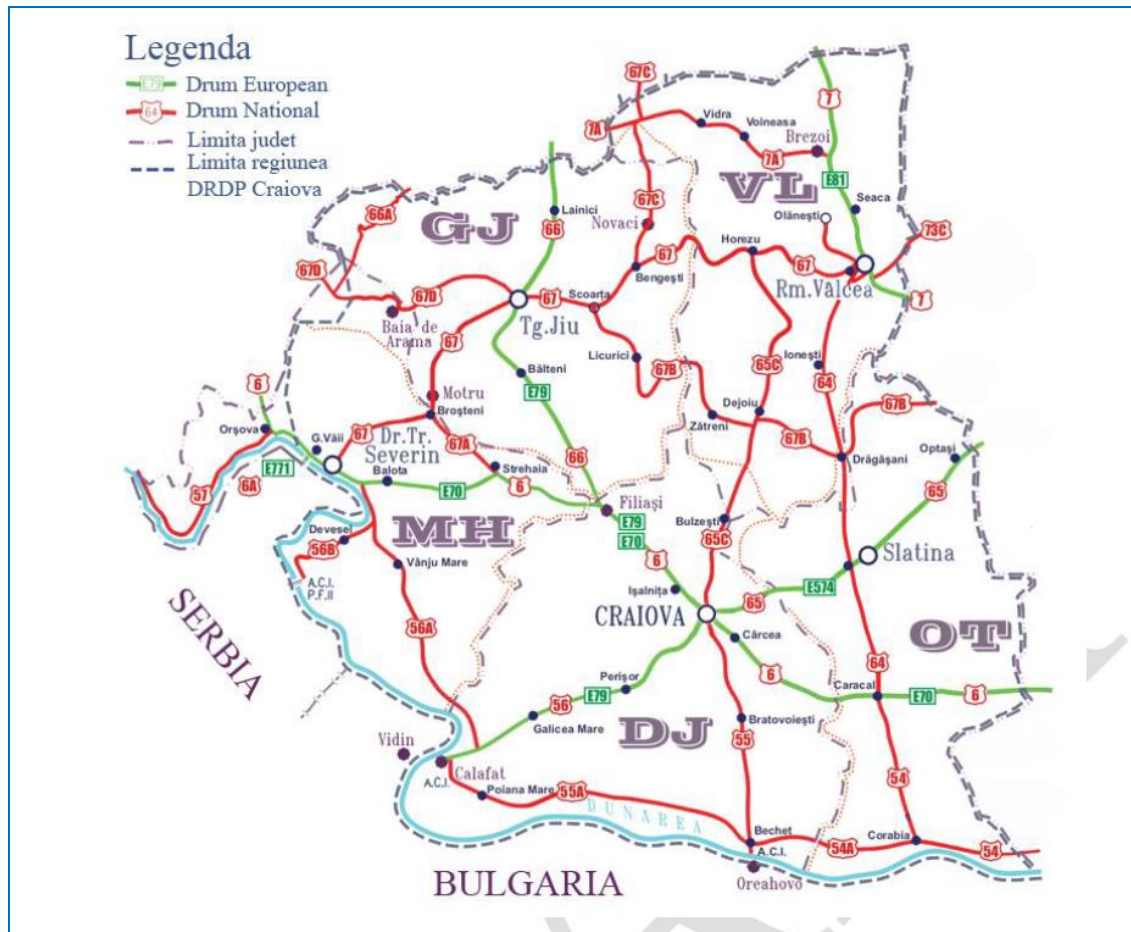 Legenda
E79 Drum European
64 Drum National
Limita judet
Limita regiunea
DRDP Craiova
67C
7
7A
Vidra
Voineasa
Brezoi
7A
VL
E81
67C
Seaca
Olănești
73C
66A
GJ
Lainici
66
Novaci
Horezu
67
67
Rm.Vâlcea
7
67D
67D
Bengești
Scoarța
67
Tg.Jiu
Baia de
Arama
67
Licurici
65C
Ionești
64
Bălteni
E79
67B
6
Motru
Broșteni
Dejoiu
Zătreni
67B
67B
Orșova
G.Văii
67
Dr.Tr.
Severin
67A
66
Drăgășani
Optași
E771
6A
57
Balota
E70
Strehaia
6
65
Filiași
E79
E70
Bulzești
65C
MH
Devesel
56B
Vânju Mare
A.C.I.
P.F.II
6
Slatina
Ișalnița
E574
65
SERBIA
56A
CRAIOVA
Cârcea
OT
64
6
Caracal
E70
6
Perișor
E79
56
Galicea Mare
DJ
Bratovoiești
55
Vidin
Calafat
A.C.I.
Poiana Mare
55A
54
DUNAREA
Bechet
A.C.I.
54A
Corabia
54
Oreahovo
BULGARIA